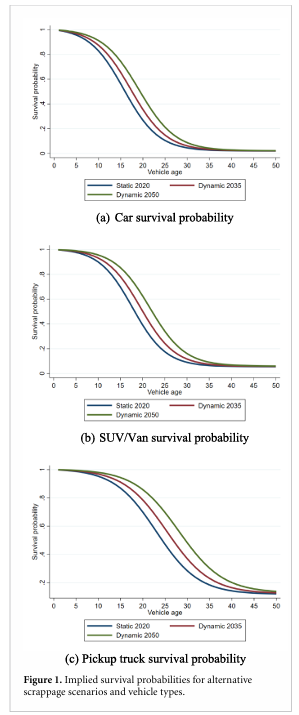 1
.8
.6
.4
.2
0
Survival probability
0 5 10 15 20 25 30 35 40 45 50
Vehicle age
Static 2020 Dynamic 2035
Dynamic 2050
(a) Car survival probability
1
.8
.6
.4
.2
0
Survival probability
0 5 10 15 20 25 30 35 40 45 50
Vehicle age
Static 2020 Dynamic 2035
Dynamic 2050
(b) SUV/Van survival probability
1
.8
.6
.4
.2
Survival probability
0 5 10 15 20 25 30 35 40 45 50
Vehicle age
Static 2020 Dynamic 2035
Dynamic 2050
(c) Pickup truck survival probability
Figure 1. Implied survival probabilities for alternative
scrappage scenarios and vehicle types.